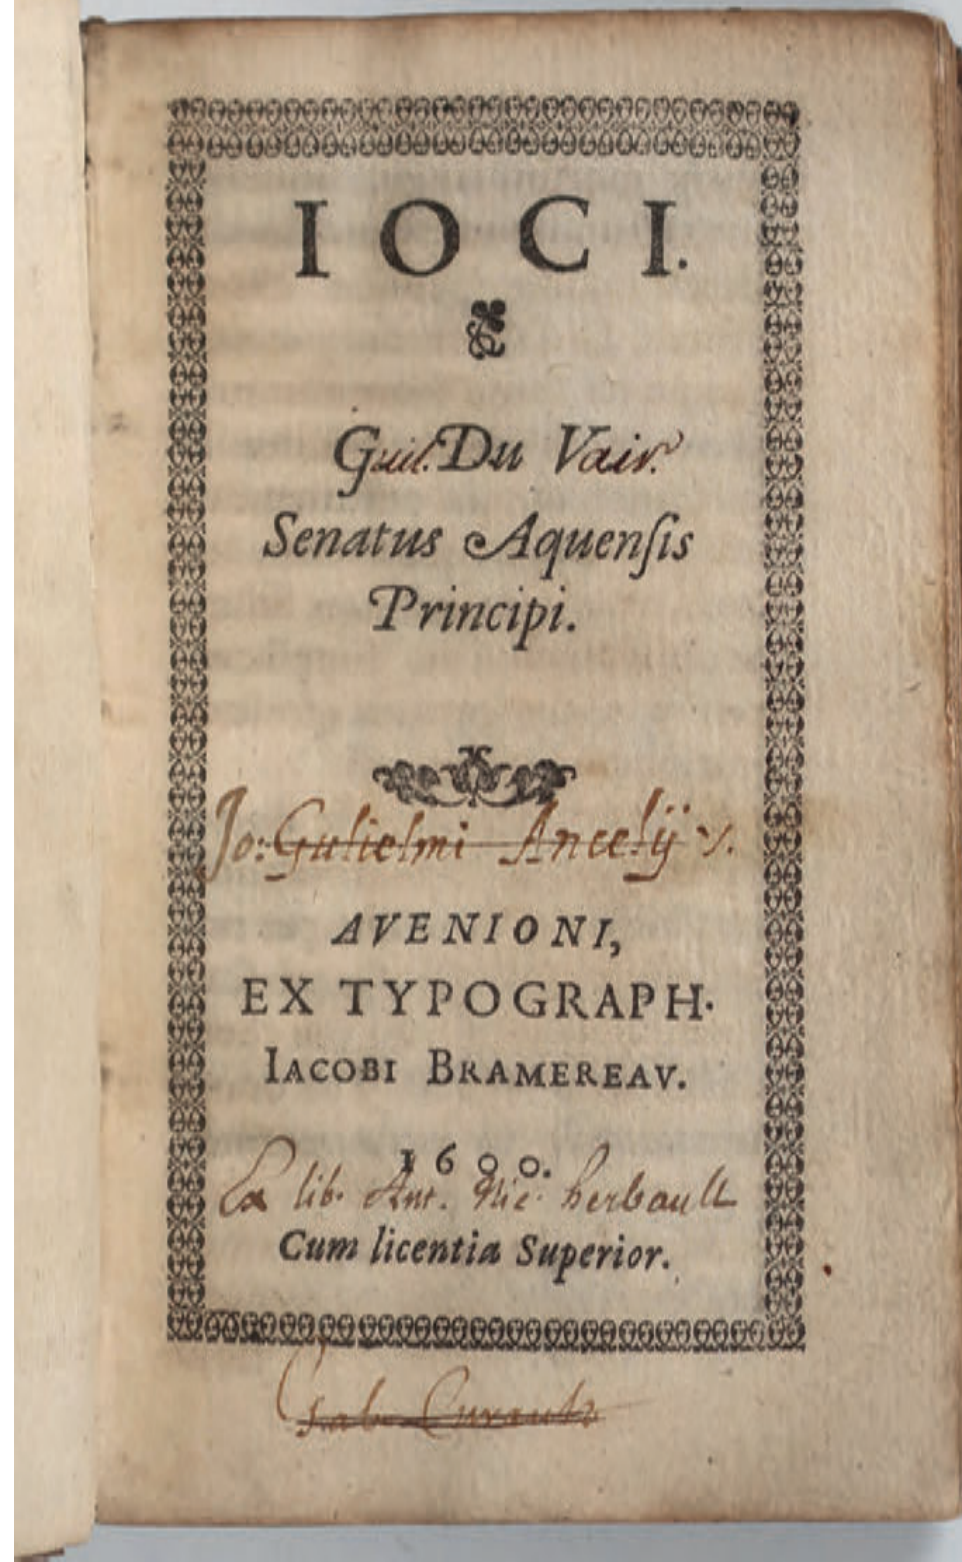 IOCI.
Guil. Du Vair.
Senatus Aquenſis
Principi.
Jo: Gulielmi Ancelij
AVENIONI,
EX TYPOGRAPH.
IACOBI BRAMEREAV.
1600.
Ex lib. Ant. Nic. herbault
Cum licentia Superior.